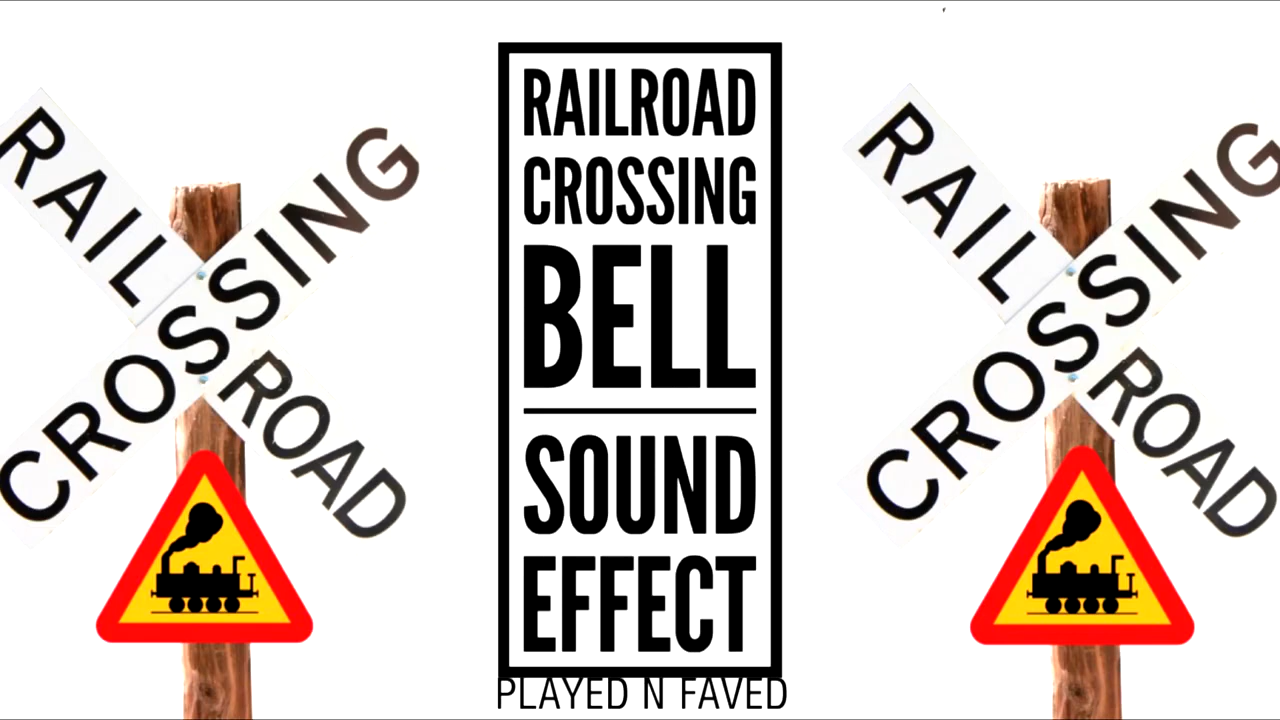 RAIL ROAD
CROSSING
RAILROAD
CROSSING
BELL
SOUND
EFFECT
PLAYED N FAVED
RAIL ROAD
CROSSING